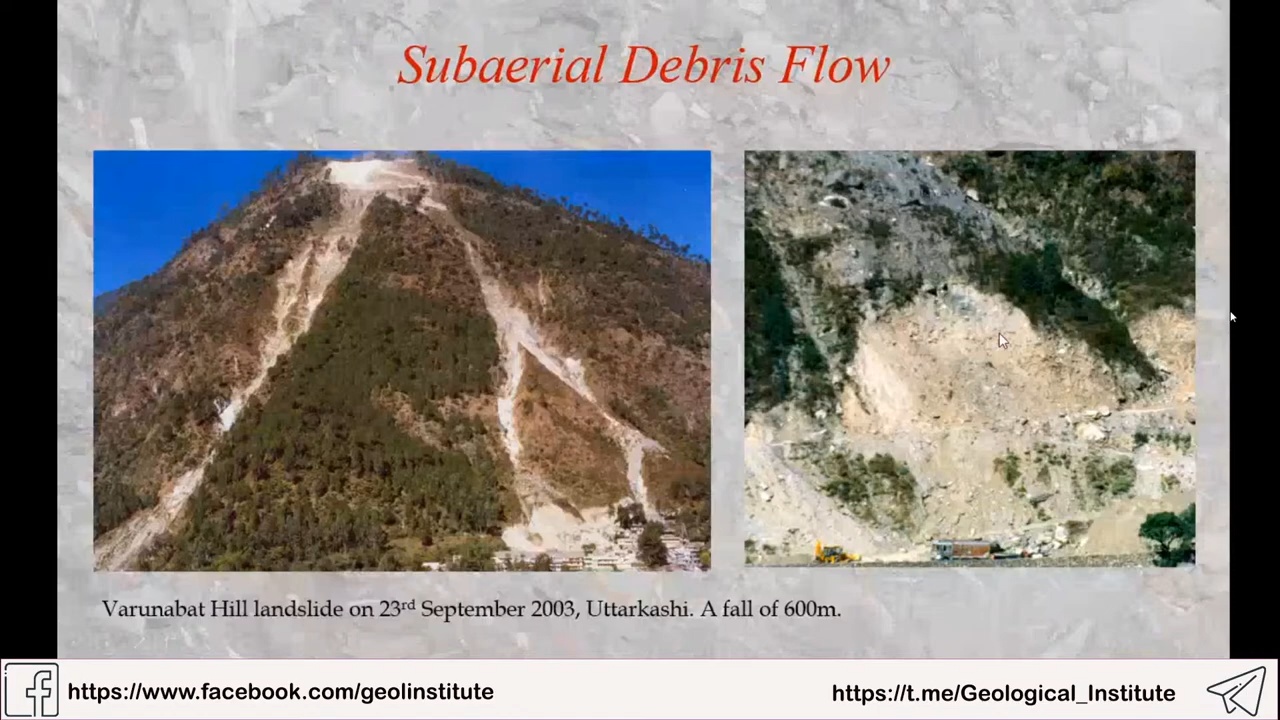 Subaerial Debris Flow
Varunabat Hill landslide on 23rd September 2003, Uttarkashi. A fall of 600m.
https://www.facebook.com/geolinstitute
https://t.me/Geological_Institute